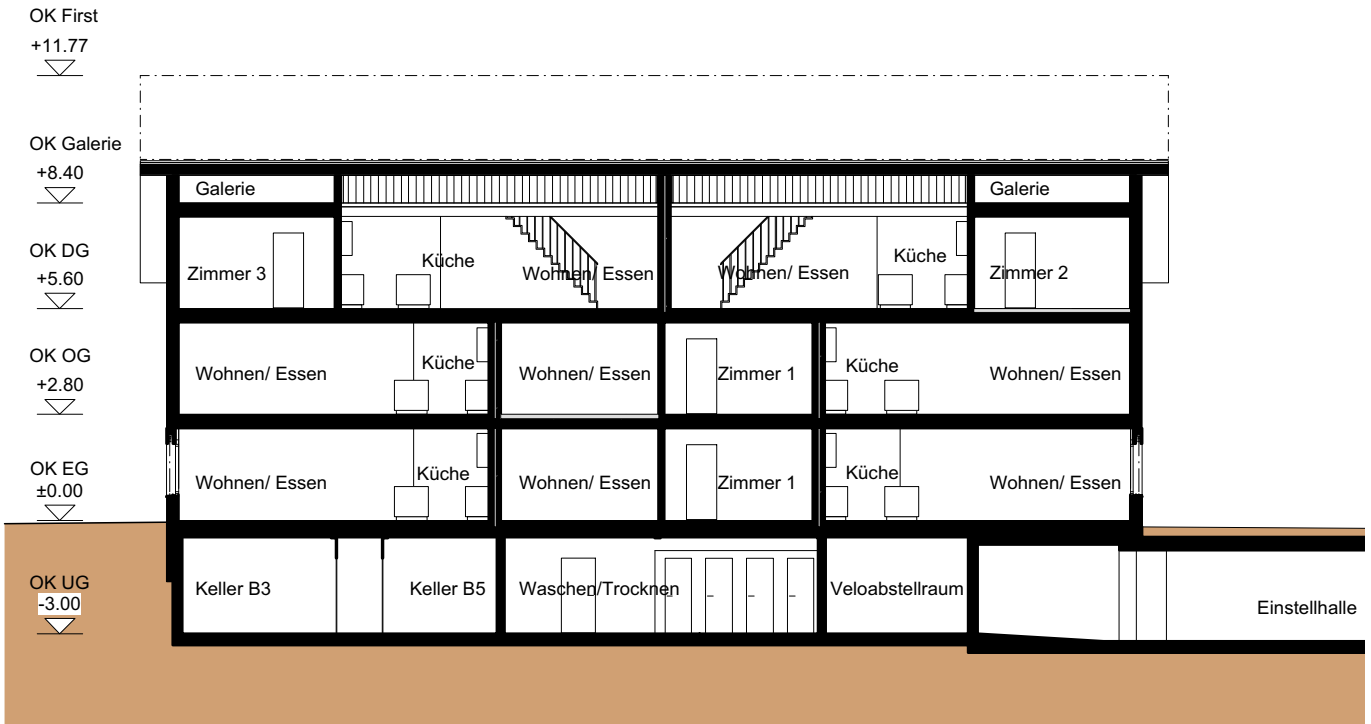 OK First
+11.77
OK Galerie
+8.40
Galerie
Galerie
OK DG
+5.60
Zimmer 3
Küche
Wohnen/ Essen
Wohnen/ Essen
Küche
Zimmer 2
OK OG
+2.80
Wohnen/ Essen
Küche
Wohnen/ Essen
Zimmer 1
Küche
Wohnen/ Essen
OK EG
±0.00
Wohnen/ Essen
Küche
Wohnen/ Essen
Zimmer 1
Küche
Wohnen/ Essen
OK UG
-3.00
Keller B3
Keller B5
Waschen/Trocknen
Veloabstellraum
Einstellhalle